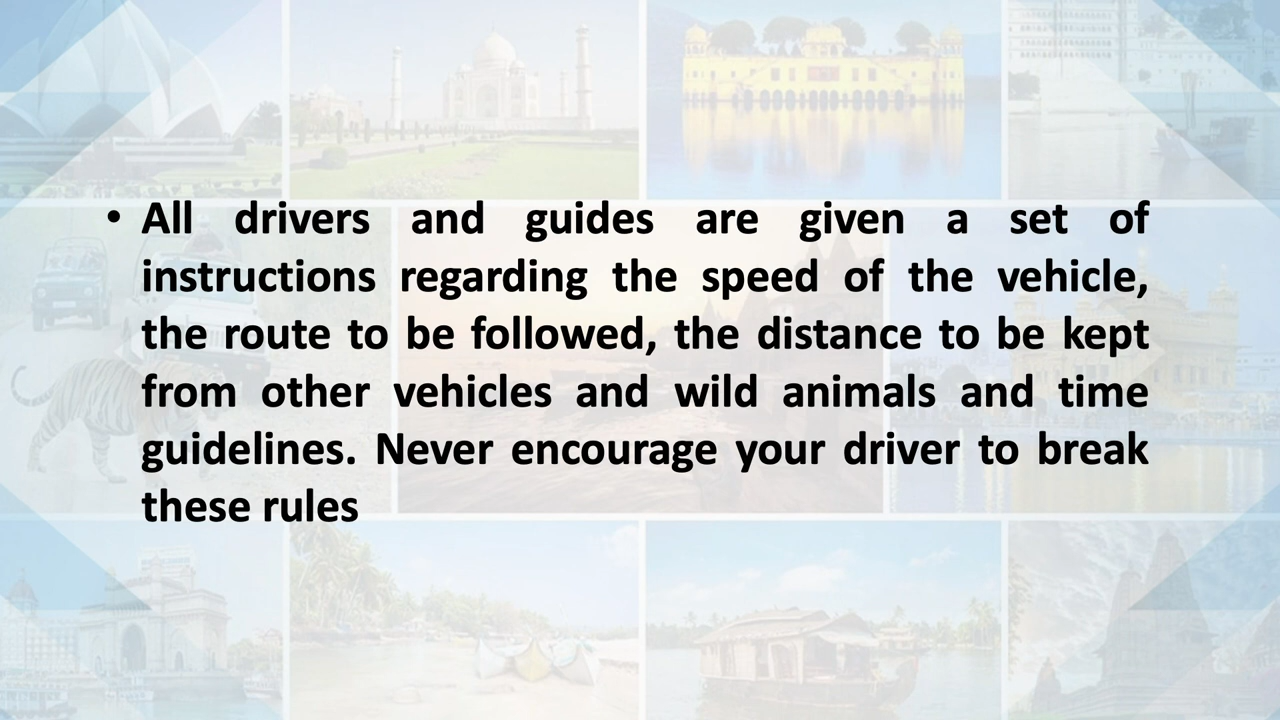 • All drivers and guides are given a set of
instructions regarding the speed of the vehicle,
the route to be followed, the distance to be kept
from other vehicles and wild animals and time
guidelines. Never encourage your driver to break
these rules